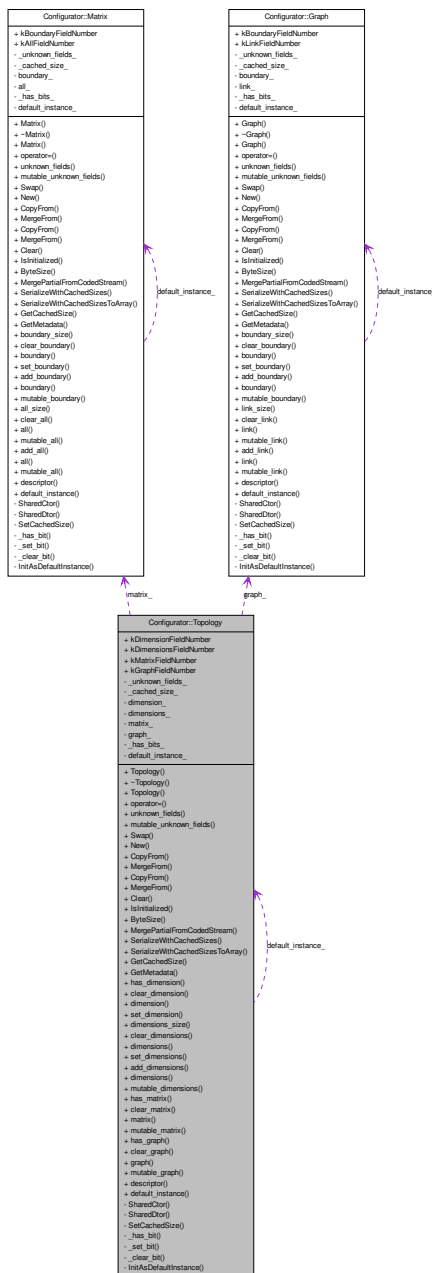 Configurator::Matrix
+ kBoundaryFieldNumber
+ kAllFieldNumber
- _unknown_fields_
- _cached_size_
- boundary_
- all_
- _has_bits_
- default_instance_
+ Matrix()
+ ~Matrix()
+ Matrix()
+ operator=()
+ unknown_fields()
+ mutable_unknown_fields()
+ Swap()
+ New()
+ CopyFrom()
+ MergeFrom()
+ CopyFrom()
+ MergeFrom()
+ Clear()
+ IsInitialized()
+ ByteSize()
+ MergePartialFromCodedStream()
+ SerializeWithCachedSizes()
+ SerializeWithCachedSizesToArray()
+ GetCachedSize()
+ GetMetadata()
+ boundary_size()
+ clear_boundary()
+ boundary()
+ set_boundary()
+ add_boundary()
+ boundary()
+ mutable_boundary()
+ all_size()
+ clear_all()
+ all()
+ mutable_all()
+ add_all()
+ all()
+ mutable_all()
+ descriptor()
+ default_instance()
- SharedCtor()
- SharedDtor()
- SetCachedSize()
- _has_bit()
- _set_bit()
- _clear_bit()
- InitAsDefaultInstance()
default_instance_
Configurator::Graph
+ kBoundaryFieldNumber
+ kLinkFieldNumber
- _unknown_fields_
- _cached_size_
- boundary_
- link_
- _has_bits_
- default_instance_
+ Graph()
+ ~Graph()
+ Graph()
+ operator=()
+ unknown_fields()
+ mutable_unknown_fields()
+ Swap()
+ New()
+ CopyFrom()
+ MergeFrom()
+ CopyFrom()
+ MergeFrom()
+ Clear()
+ IsInitialized()
+ ByteSize()
+ MergePartialFromCodedStream()
+ SerializeWithCachedSizes()
+ SerializeWithCachedSizesToArray()
+ GetCachedSize()
+ GetMetadata()
+ boundary_size()
+ clear_boundary()
+ boundary()
+ set_boundary()
+ add_boundary()
+ boundary()
+ mutable_boundary()
+ link_size()
+ clear_link()
+ link()
+ mutable_link()
+ add_link()
+ link()
+ mutable_link()
+ descriptor()
+ default_instance()
- SharedCtor()
- SharedDtor()
- SetCachedSize()
- _has_bit()
- _set_bit()
- _clear_bit()
- InitAsDefaultInstance()
default_instance_
matrix_
graph_
Configurator::Topology
+ kDimensionFieldNumber
+ kDimensionsFieldNumber
+ kMatrixFieldNumber
+ kGraphFieldNumber
- _unknown_fields_
- _cached_size_
- dimension_
- dimensions_
- matrix_
- graph_
- _has_bits_
- default_instance_
+ Topology()
+ ~Topology()
+ Topology()
+ operator=()
+ unknown_fields()
+ mutable_unknown_fields()
+ Swap()
+ New()
+ CopyFrom()
+ MergeFrom()
+ CopyFrom()
+ MergeFrom()
+ Clear()
+ IsInitialized()
+ ByteSize()
+ MergePartialFromCodedStream()
+ SerializeWithCachedSizes()
+ SerializeWithCachedSizesToArray()
+ GetCachedSize()
+ GetMetadata()
+ has_dimension()
+ clear_dimension()
+ dimension()
+ set_dimension()
+ dimensions_size()
+ clear_dimensions()
+ dimensions()
+ set_dimensions()
+ add_dimensions()
+ dimensions()
+ mutable_dimensions()
+ has_matrix()
+ clear_matrix()
+ matrix()
+ mutable_matrix()
+ has_graph()
+ clear_graph()
+ graph()
+ mutable_graph()
+ descriptor()
+ default_instance()
- SharedCtor()
- SharedDtor()
- SetCachedSize()
- _has_bit()
- _set_bit()
- _clear_bit()
- InitAsDefaultInstance()
default_instance_